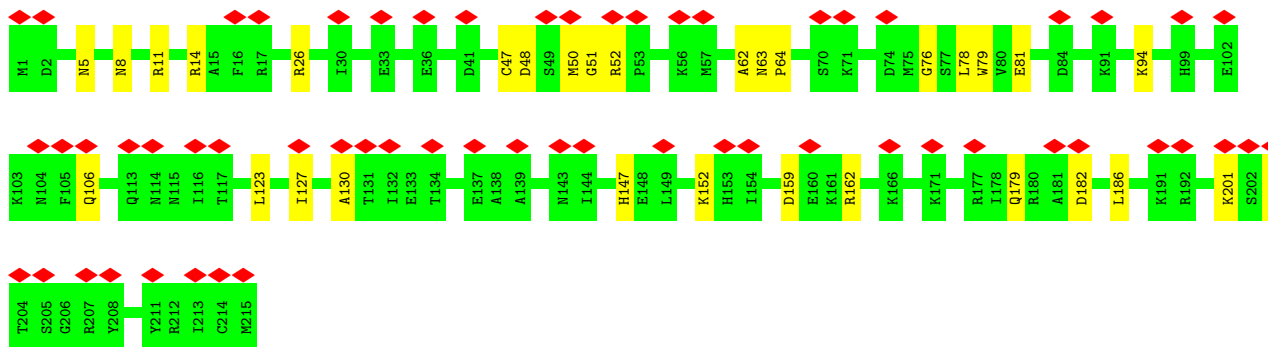 M1 D2 N5 N8 R11 R14 A15 F16 R17 R26 I30 E33 E36 D41 C47 D48 S49 M50 G51 R52 P53 K56 M57 A62 N63 P64 S70 K71 D74 M75 G76 S77 L78 W79 V80 E81 D84 K91 K94 H99 E102
K103 N104 F105 Q106 Q113 N114 N115 I116 T117 L123 I127 A130 T131 I132 E133 T134 E137 A138 A139 N143 I144 H147 E148 L149 K152 H153 I154 D159 E160 K161 R162 K166 K171 R177 I178 Q179 R180 A181 D182 L186 K191 R192 K201 S202
T204 S205 G206 R207 Y208 Y211 R212 I213 C214 M215